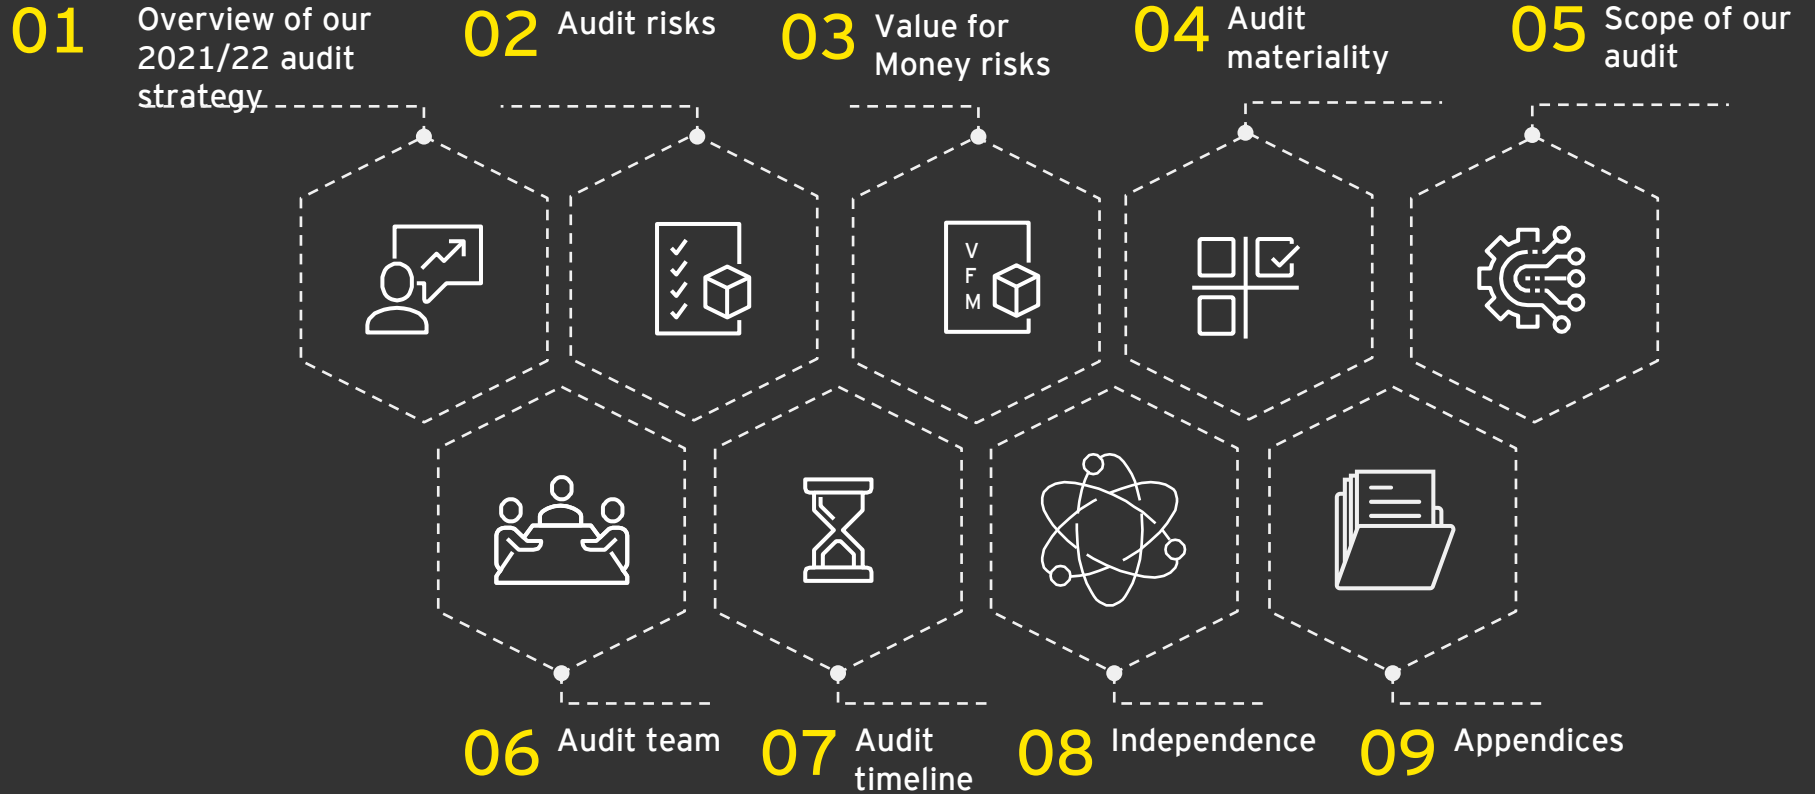 01
Overview of our
2021/22 audit
strategy
02
Audit risks
03
Value for
Money risks
04
Audit
materiality
05
Scope of our
audit
V
F
M
06
Audit team
07
Audit
timeline
08
Independence
09
Appendices